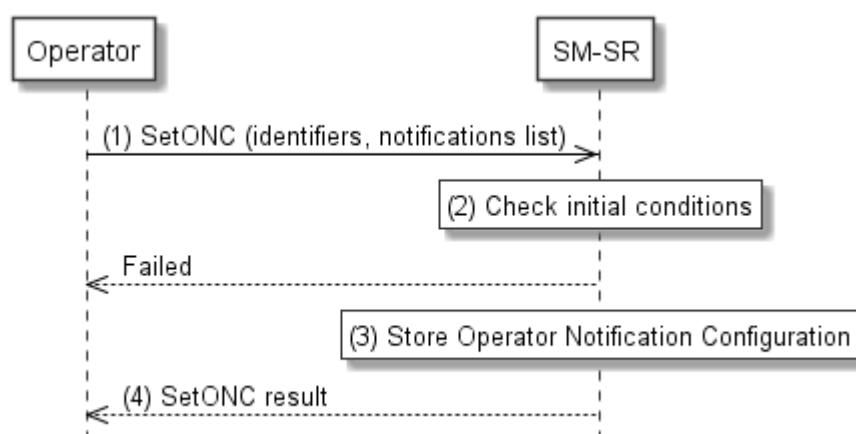 Operator
SM-SR
(1) SetONC (identifiers, notifications list)
(2) Check initial conditions
Failed
(3) Store Operator Notification Configuration
(4) SetONC result